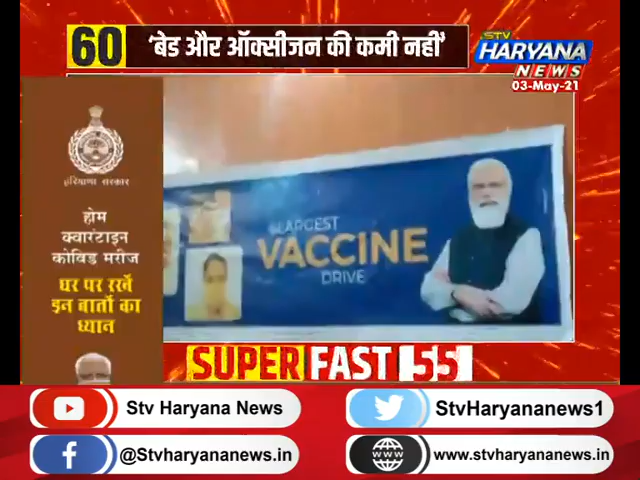 60
'बेड और ऑक्सीजन की कमी नहीं'
STV
HARYANA
NEWS
03-May-21
हरियाणा सरकार
होम
क्वारंटाइन
कोविड मरीज
घर पर रखें
इन बातों का
ध्यान
#LARGEST
VACCINE
DRIVE
SUPER FAST 55
Stv Haryana News
StvHaryananews1
@Stvharyananews.in
www.stvharyananews.in